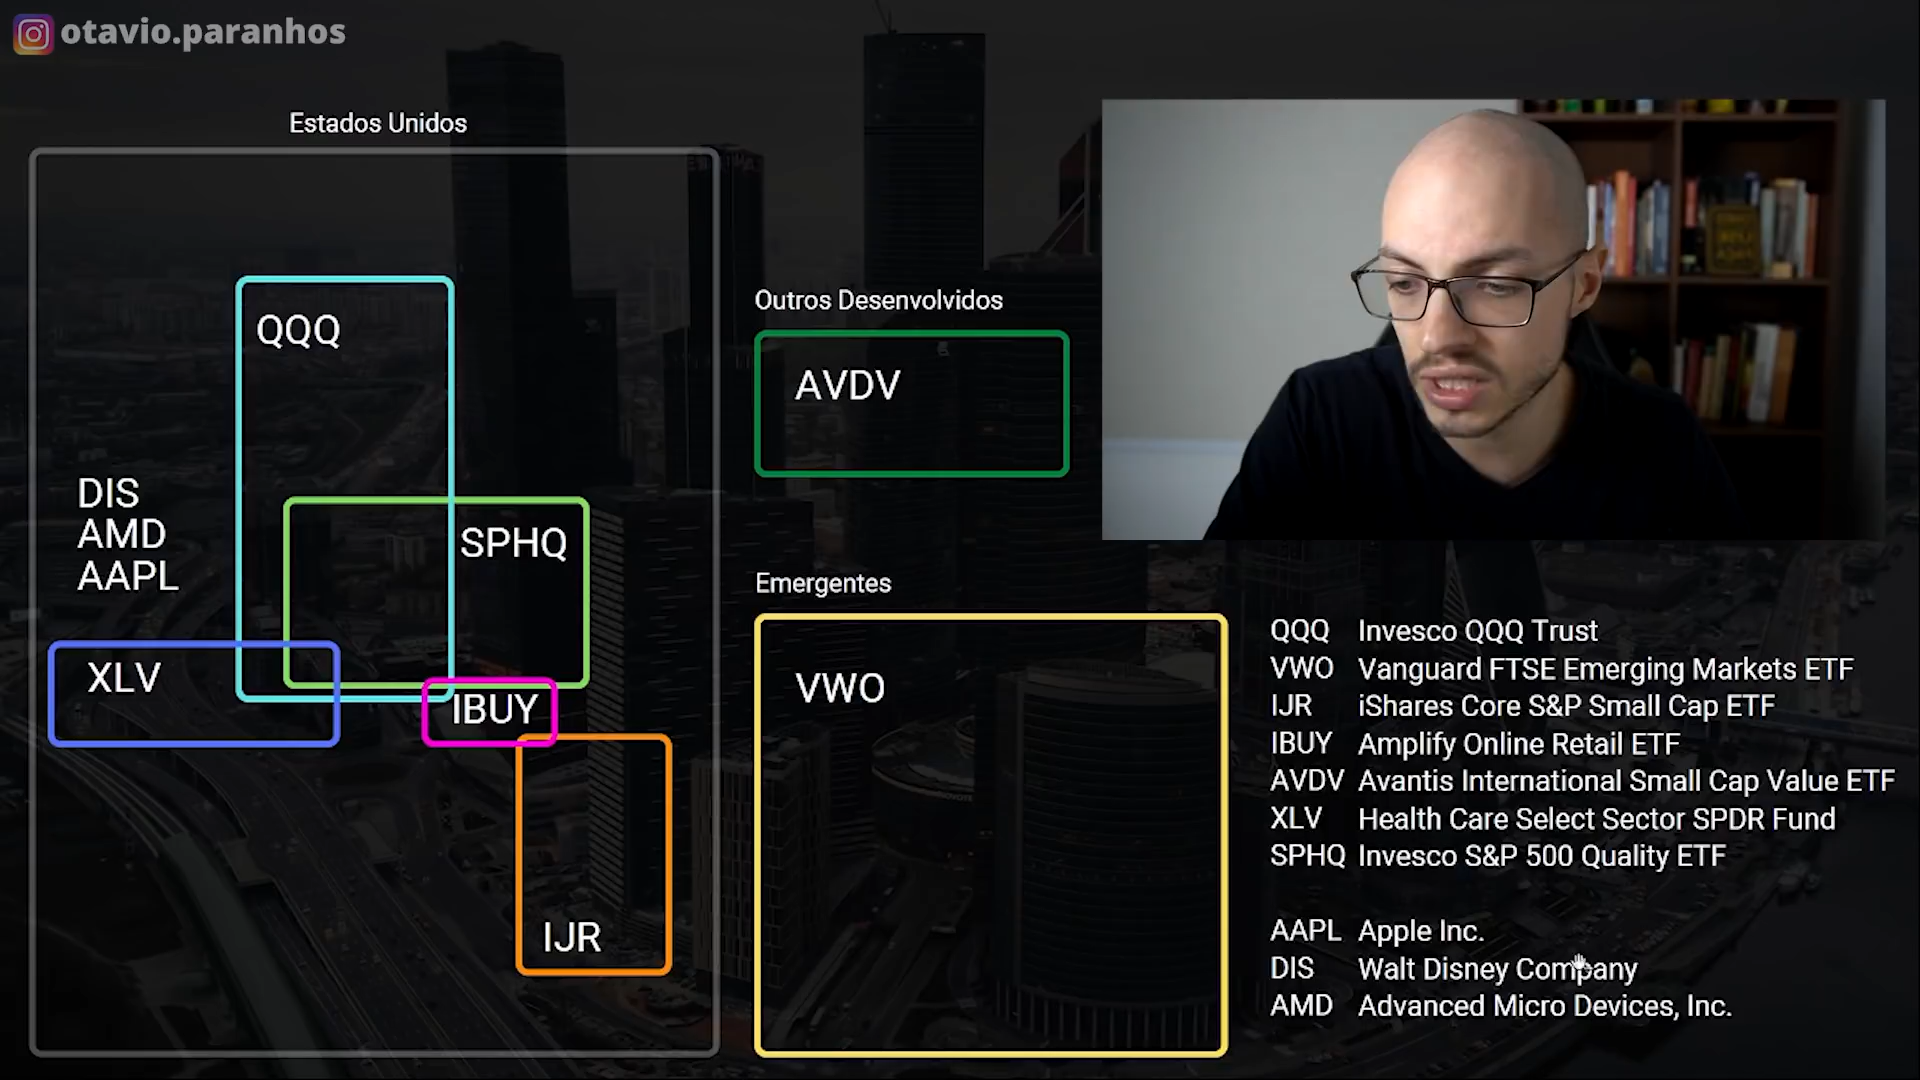 otavio.paranhos
Estados Unidos
QQQ
DIS
AMD
AAPL
SPHQ
XLV
IBUY
IJR
Outros Desenvolvidos
AVDV
Emergentes
VWO
QQQ Invesco QQQ Trust
VWO Vanguard FTSE Emerging Markets ETF
IJR iShares Core S&P Small Cap ETF
IBUY Amplify Online Retail ETF
AVDV Avantis International Small Cap Value ETF
XLV Health Care Select Sector SPDR Fund
SPHQ Invesco S&P 500 Quality ETF
AAPL Apple Inc.
DIS Walt Disney Company
AMD Advanced Micro Devices, Inc.